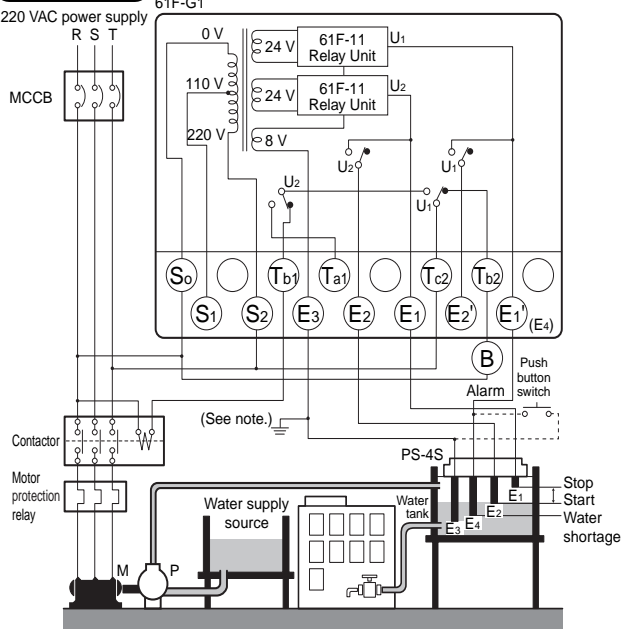 61F-G1
220 VAC power supply
R S T
MCCB
0 V
110 V
220 V
24 V
24 V
8 V
61F-11
Relay Unit
U1
61F-11
Relay Unit
U2
U2
U1
U2
U1
S0
Tb1
Ta1
Tc2
Tb2
S1
S2
E3
E2
E1
E2'
E1'
(E4)
B
Alarm
Push
button
switch
(See note.)
Contactor
PS-4S
Motor
protection
relay
Water supply
source
Water
tank
E1
E2
E3
E4
Stop
Start
Water
shortage
M
P